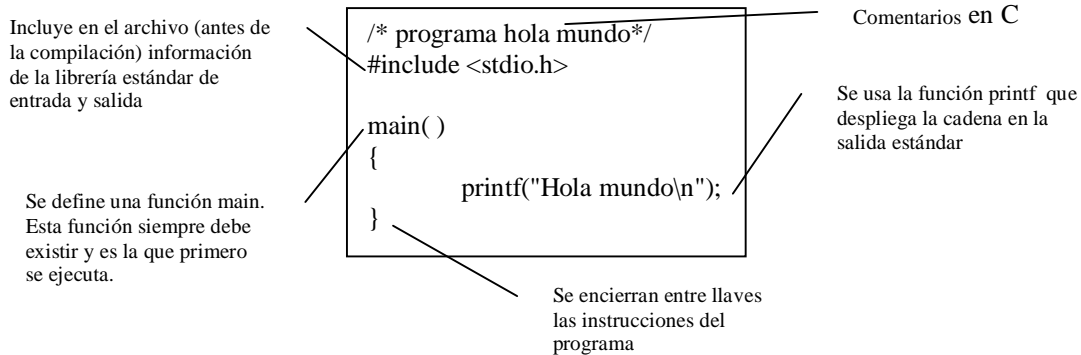 Incluye en el archivo (antes de
la compilación) información
de la librería estándar de
entrada y salida
/* programa hola mundo*/
#include <stdio.h>
main( )
{
printf("Hola mundo\n");
}
Comentarios en C
Se usa la función printf que
despliega la cadena en la
salida estándar
Se define una función main.
Esta función siempre debe
existir y es la que primero
se ejecuta.
Se encierran entre llaves
las instrucciones del
programa